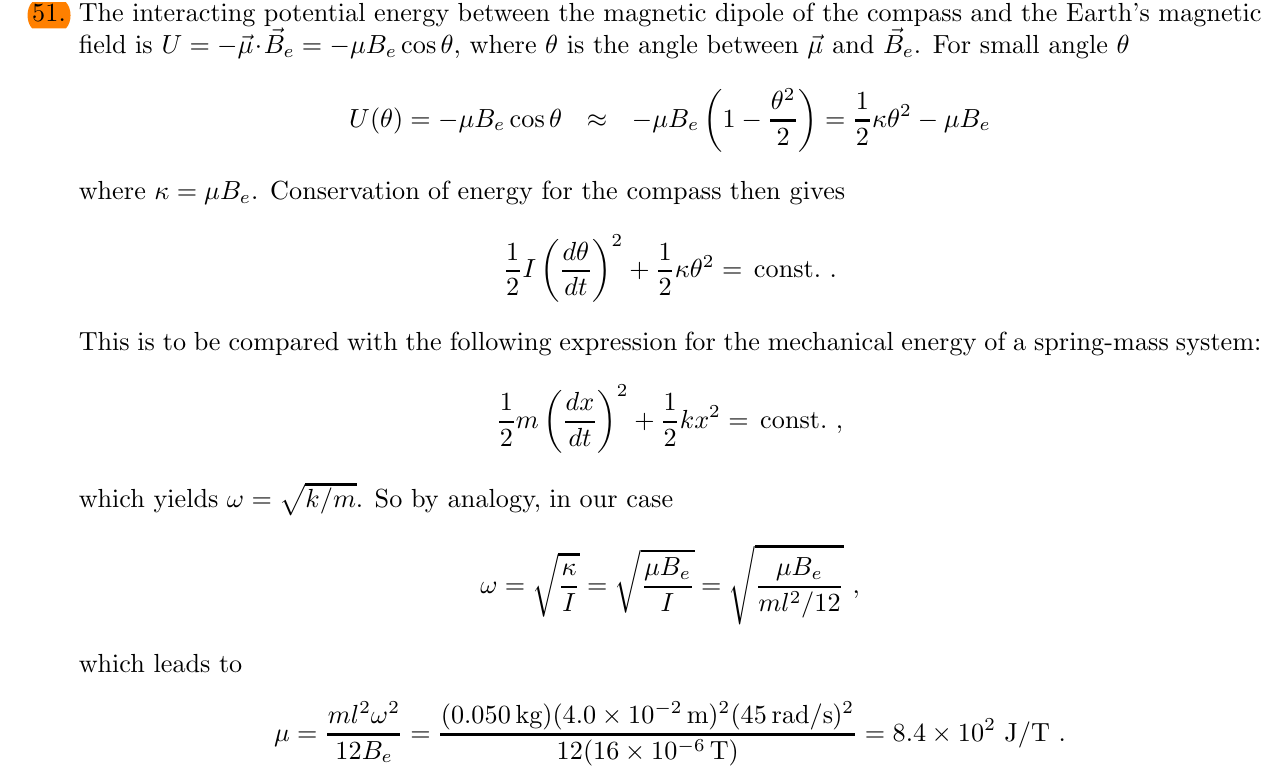 51. The interacting potential energy between the magnetic dipole of the compass and the Earth's magnetic
field is $U = -\vec{\mu} \cdot \vec{B}_e = -\mu B_e \cos\theta$, where $\theta$ is the angle between $\vec{\mu}$ and $\vec{B}_e$. For small angle $\theta$
$U(\theta) = -\mu B_e \cos\theta \approx -\mu B_e \left(1 - \frac{\theta^2}{2}\right) = \frac{1}{2}\kappa\theta^2 - \mu B_e$
where $\kappa = \mu B_e$. Conservation of energy for the compass then gives
$\frac{1}{2} I \left(\frac{d\theta}{dt}\right)^2 + \frac{1}{2}\kappa\theta^2 = \text{const.}$ .
This is to be compared with the following expression for the mechanical energy of a spring-mass system:
$\frac{1}{2} m \left(\frac{dx}{dt}\right)^2 + \frac{1}{2} k x^2 = \text{const.}$ ,
which yields $\omega = \sqrt{k/m}$. So by analogy, in our case
$\omega = \sqrt{\frac{\kappa}{I}} = \sqrt{\frac{\mu B_e}{I}} = \sqrt{\frac{\mu B_e}{ml^2/12}}$ ,
which leads to
$\mu = \frac{ml^2\omega^2}{12B_e} = \frac{(0.050\,\text{kg})(4.0 \times 10^{-2}\,\text{m})^2(45\,\text{rad/s})^2}{12(16 \times 10^{-6}\,\text{T})} = 8.4 \times 10^2\ \text{J/T}$ .